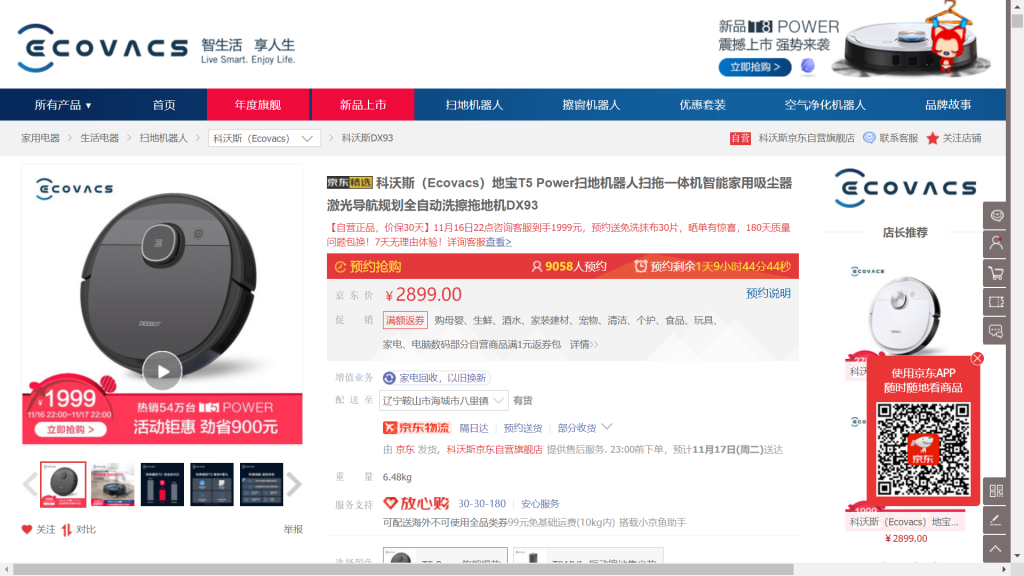 ECOVACS 智生活 享人生
Live Smart. Enjoy Life.
新品T8 POWER
震撼上市 强势来袭
立即抢购 >
所有产品 ▼ 首页 年度旗舰 新品上市 扫地机器人 擦窗机器人 优惠套装 空气净化机器人 品牌故事
家用电器 > 生活电器 > 扫地机器人 > 科沃斯（Ecovacs） > 科沃斯DX93
自营 科沃斯京东自营旗舰店 联系客服 关注店铺
ECOVACS
DEEBOT
¥1999
11/16 22:00~11/17 22:00
立即抢购 >
热销54万台 T5 POWER
活动钜惠 劲省900元
关注 对比 举报
京东精选 科沃斯（Ecovacs）地宝T5 Power扫地机器人扫拖一体机智能家用吸尘器
激光导航规划全自动洗擦拖地机DX93
【自营正品，价保30天】11月16日22点咨询客服到手1999元，预约送免洗抹布30片，晒单有惊喜，180天质量
问题包换！7天无理由体验！详询客服查看>
预约抢购 9058人预约 预约剩余1天9小时44分44秒
京东价 ￥2899.00 预约说明
促销 满额返券 购母婴、生鲜、酒水、家装建材、宠物、清洁、个护、食品、玩具、
家电、电脑数码部分自营商品满1元返券包 详情>>
增值业务 家电回收，以旧换新
配送至 辽宁鞍山市海城市八里镇 有货
京东物流 隔日达 预约送货 部分收货
由 京东 发货，科沃斯京东自营旗舰店 提供售后服务. 23:00前下单，预计11月17日(周二)送达
重量 6.48kg
服务支持 放心购 30-30-180 安心服务
可配送海外不可使用全品类券99元免基础运费(10kg内) 搭载小京鱼助手
ECOVACS
店长推荐
ECOVACS
使用京东APP
随时随地看商品
京东
科沃斯（Ecovacs）地宝...
￥2899.00